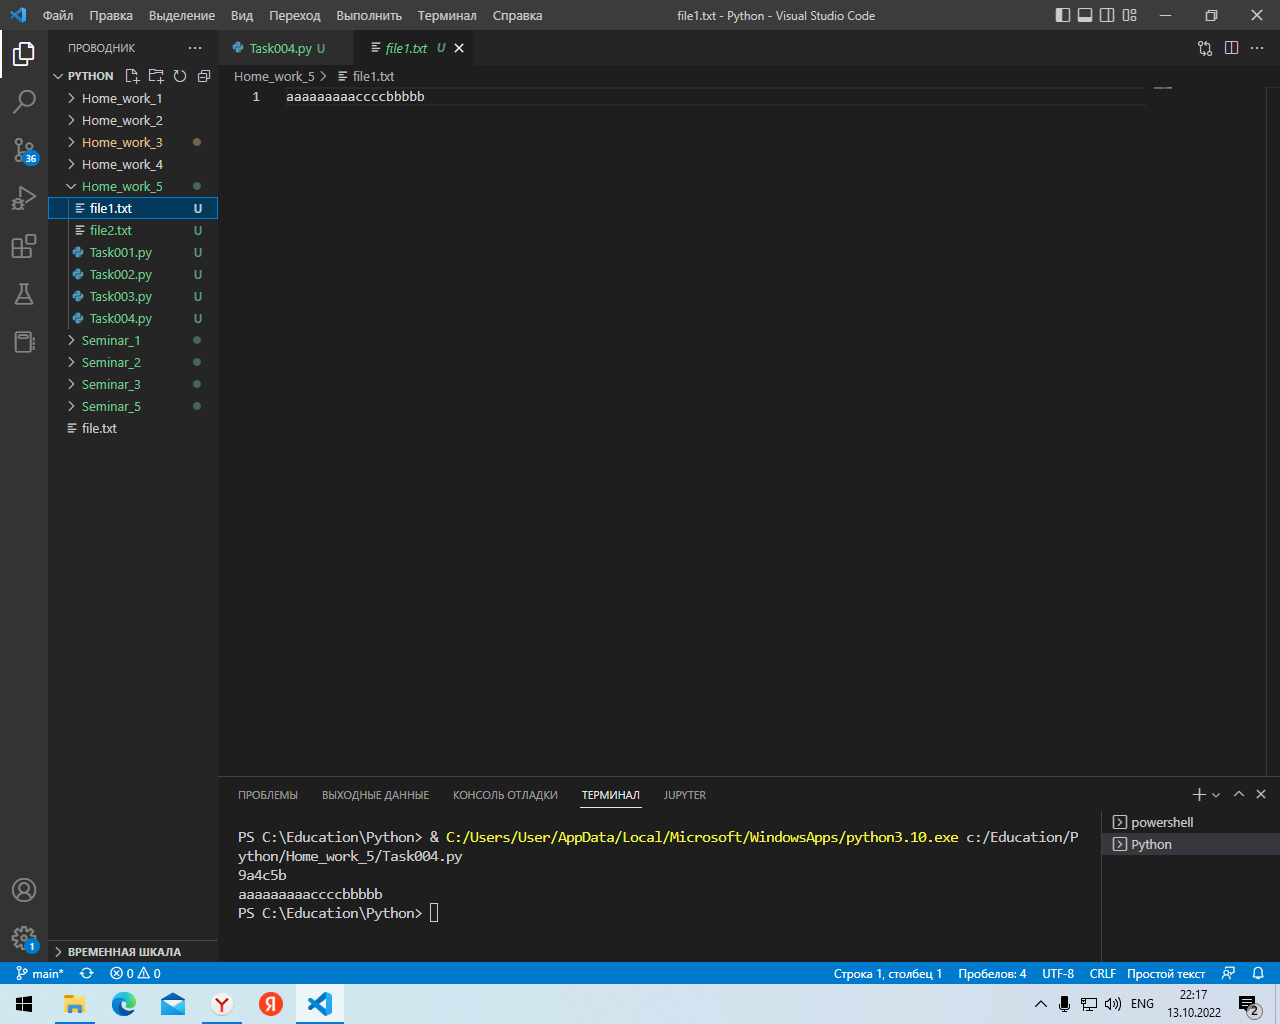 Файл Правка Выделение Вид Переход Выполнить Терминал Справка file1.txt - Python - Visual Studio Code
ПРОВОДНИК
Task004.py U file1.txt U
PYTHON
Home_work_5 > file1.txt
1 aaaaaaaaaccccbbbbb
Home_work_1
Home_work_2
Home_work_3
Home_work_4
Home_work_5
file1.txt U
file2.txt U
Task001.py U
Task002.py U
Task003.py U
Task004.py U
Seminar_1
Seminar_2
Seminar_3
Seminar_5
file.txt
36
ПРОБЛЕМЫ ВЫХОДНЫЕ ДАННЫЕ КОНСОЛЬ ОТЛАДКИ ТЕРМИНАЛ JUPYTER
PS C:\Education\Python> & C:/Users/User/AppData/Local/Microsoft/WindowsApps/python3.10.exe c:/Education/P
ython/Home_work_5/Task004.py
9a4c5b
aaaaaaaaaccccbbbbb
PS C:\Education\Python>
powershell
Python
1
ВРЕМЕННАЯ ШКАЛА
main* 0 0 Строка 1, столбец 1 Пробелов: 4 UTF-8 CRLF Простой текст
Y Я ENG 22:17
13.10.2022 2